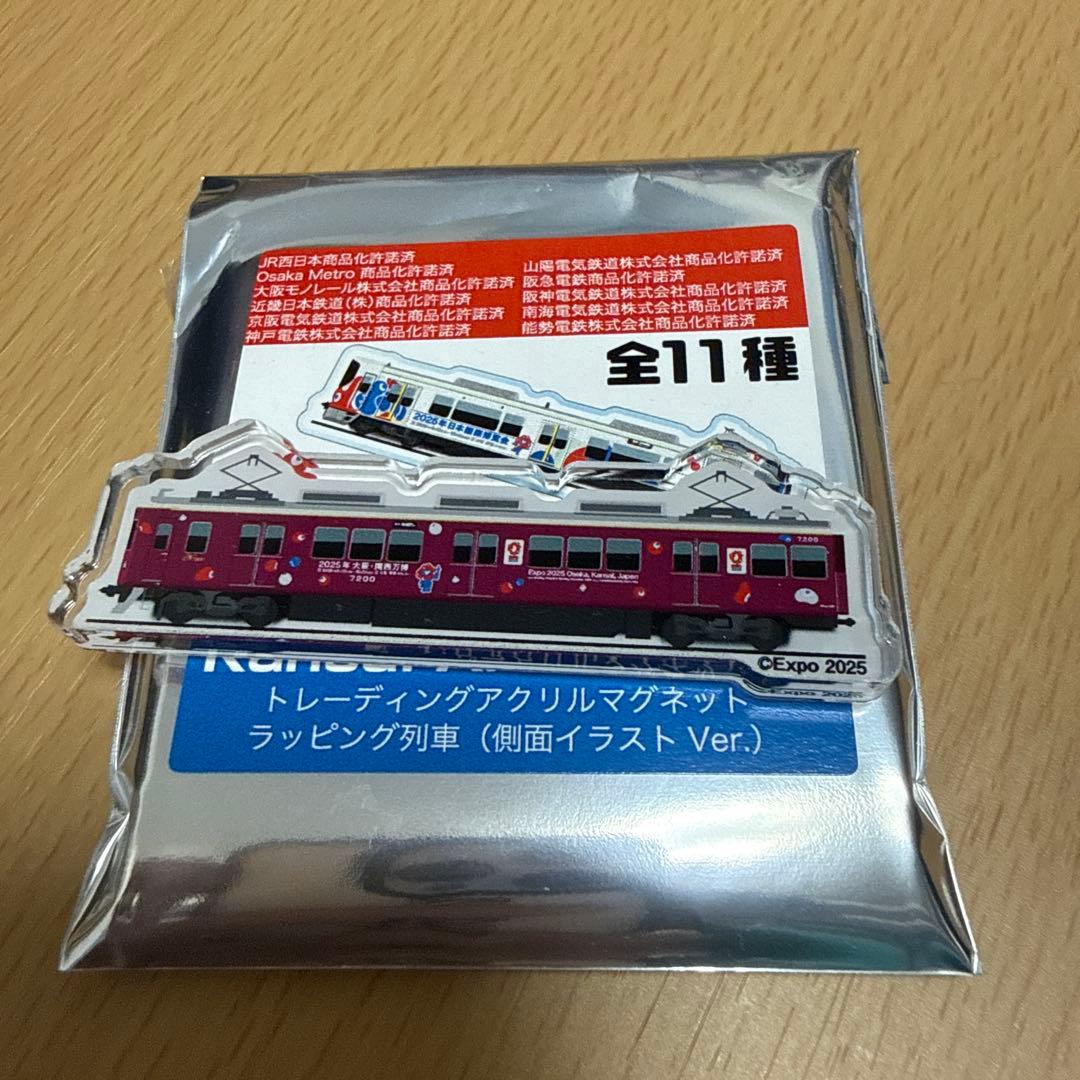 JR西日本商品化許諾済
Osaka Metro 商品化許諾済
大阪モノレール株式会社商品化許諾済
近畿日本鉄道(株)商品化許諾済
京阪電気鉄道株式会社商品化許諾済
神戸電鉄株式会社商品化許諾済
山陽電気鉄道株式会社商品化許諾済
阪急電鉄商品化許諾済
阪神電気鉄道株式会社商品化許諾済
南海電気鉄道株式会社商品化許諾済
能勢電鉄株式会社商品化許諾済
全11種
2025年日本国際博覧会
7200
2025年 大阪・関西万博
7200
Expo 2025 Osaka, Kansai, Japan
©Expo 2025
Kansai
トレーディングアクリルマグネット
ラッピング列車（側面イラスト Ver.）